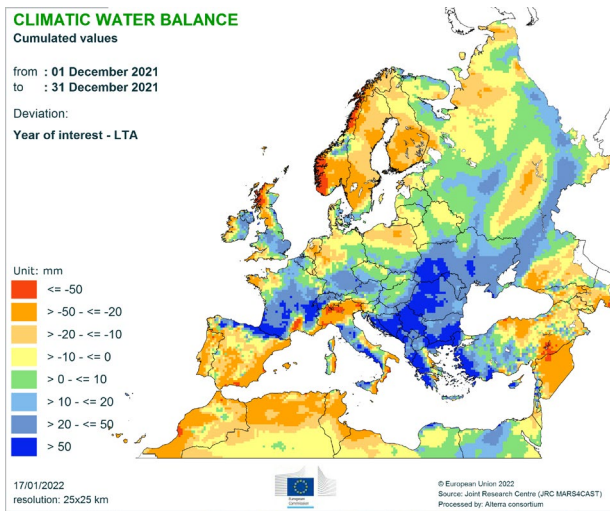 CLIMATIC WATER BALANCE
Cumulated values
from : 01 December 2021
to : 31 December 2021
Deviation:
Year of interest - LTA
Unit: mm
<= -50
> -50 - <= -20
> -20 - <= -10
> -10 - <= 0
> 0 - <= 10
> 10 - <= 20
> 20 - <= 50
> 50
17/01/2022
resolution: 25x25 km
European
Commission
© European Union 2022
Source: Joint Research Centre (JRC MARS4CAST)
Processed by: Alterra consortium